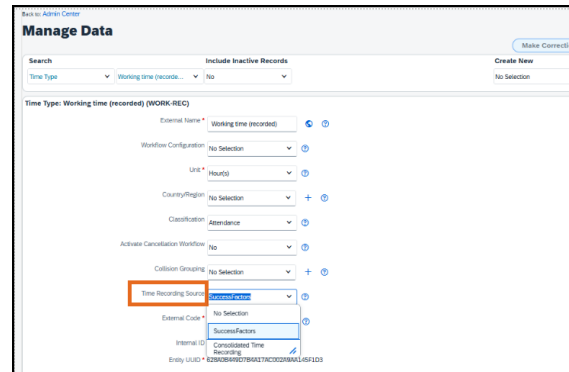 Back to: Admin Center
Manage Data
Make Correcti
Search
Include Inactive Records
Create New
Time Type
Working time (recorde...
No
No Selection
Time Type: Working time (recorded) (WORK-REC)
External Name * Working time (recorded)
Workflow Configuration No Selection
Unit * Hour(s)
Country/Region No Selection
Classification Attendance
Activate Cancellation Workflow No
Collision Grouping No Selection
Time Recording Source SuccessFactors
No Selection
External Code *
SuccessFactors
Internal ID
Consolidated Time
Recording
Entity UUID *